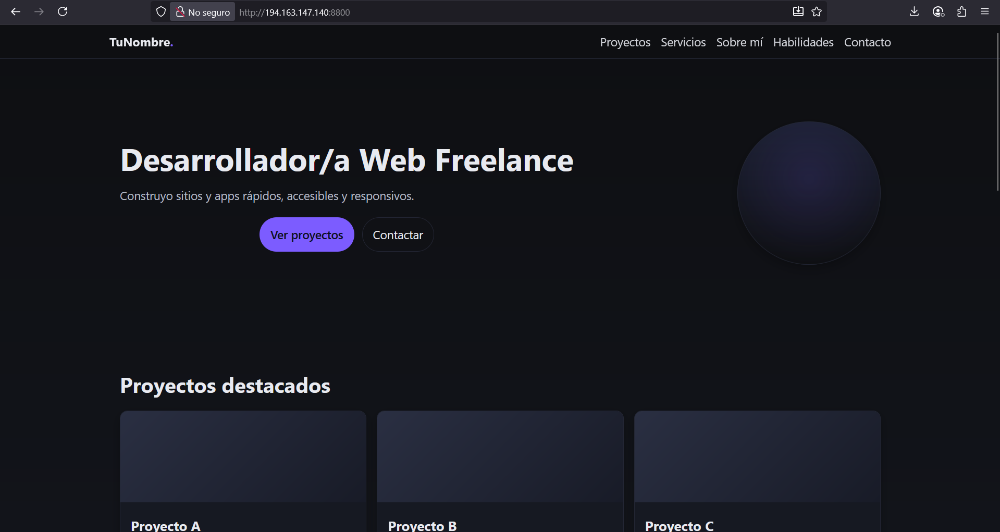 No seguro http://194.163.147.140:8800
TuNombre.
Proyectos Servicios Sobre mí Habilidades Contacto
Desarrollador/a Web Freelance
Construyo sitios y apps rápidos, accesibles y responsivos.
Ver proyectos Contactar
Proyectos destacados
Proyecto A Proyecto B Proyecto C